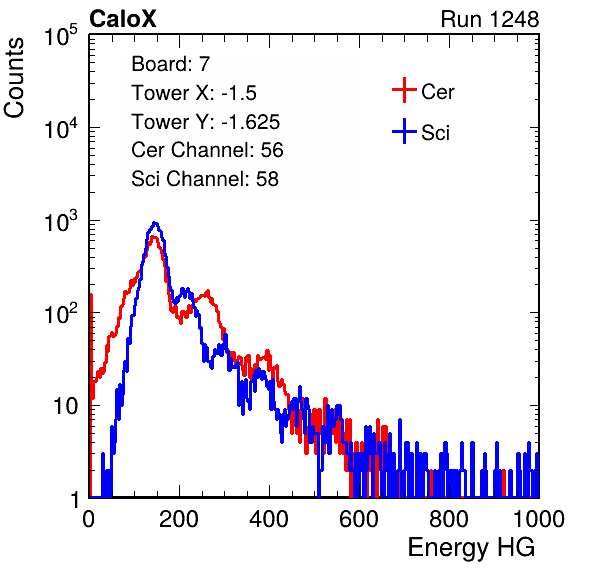 CaloX Run 1248
Counts
Board: 7
Tower X: -1.5
Tower Y: -1.625
Cer Channel: 56
Sci Channel: 58
Cer
Sci
10^5
10^4
10^3
10^2
10
1
0 200 400 600 800 1000
Energy HG